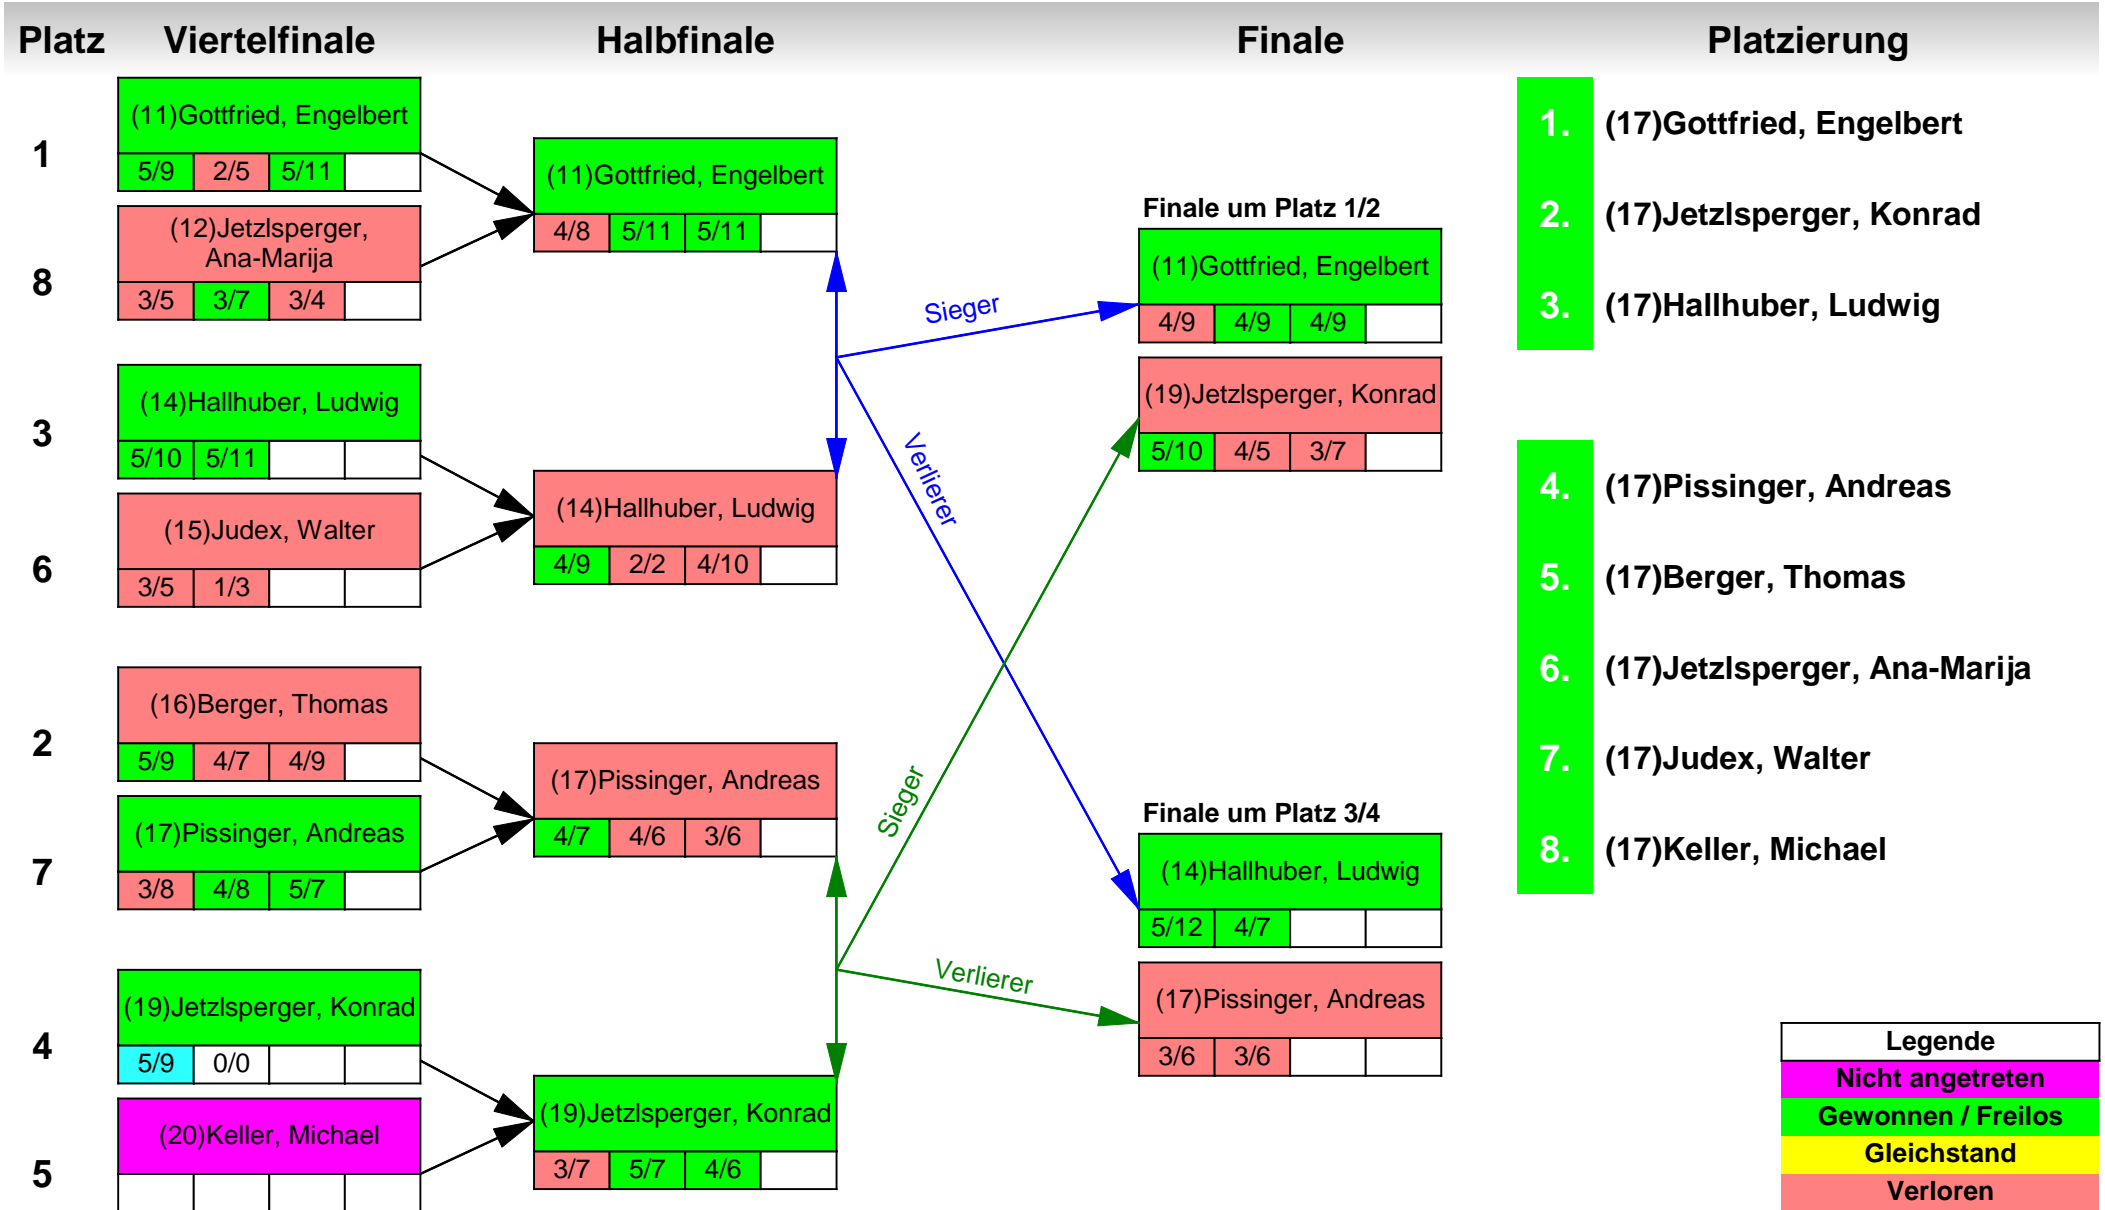 Platz Viertelfinale Halbfinale Finale Platzierung
1
(11)Gottfried, Engelbert
5/9 2/5 5/11
8
(12)Jetzlsperger,
Ana-Marija
3/5 3/7 3/4
3
(14)Hallhuber, Ludwig
5/10 5/11
6
(15)Judex, Walter
3/5 1/3
2
(16)Berger, Thomas
5/9 4/7 4/9
7
(17)Pissinger, Andreas
3/8 4/8 5/7
4
(19)Jetzlsperger, Konrad
5/9 0/0
5
(20)Keller, Michael
(11)Gottfried, Engelbert
4/8 5/11 5/11
(14)Hallhuber, Ludwig
4/9 2/2 4/10
(17)Pissinger, Andreas
4/7 4/6 3/6
(19)Jetzlsperger, Konrad
3/7 5/7 4/6
Sieger
Verlierer
Sieger
Verlierer
Finale um Platz 1/2
(11)Gottfried, Engelbert
4/9 4/9 4/9
(19)Jetzlsperger, Konrad
5/10 4/5 3/7
Finale um Platz 3/4
(14)Hallhuber, Ludwig
5/12 4/7
(17)Pissinger, Andreas
3/6 3/6
1. (17)Gottfried, Engelbert
2. (17)Jetzlsperger, Konrad
3. (17)Hallhuber, Ludwig
4. (17)Pissinger, Andreas
5. (17)Berger, Thomas
6. (17)Jetzlsperger, Ana-Marija
7. (17)Judex, Walter
8. (17)Keller, Michael
Legende
Nicht angetreten
Gewonnen / Freilos
Gleichstand
Verloren